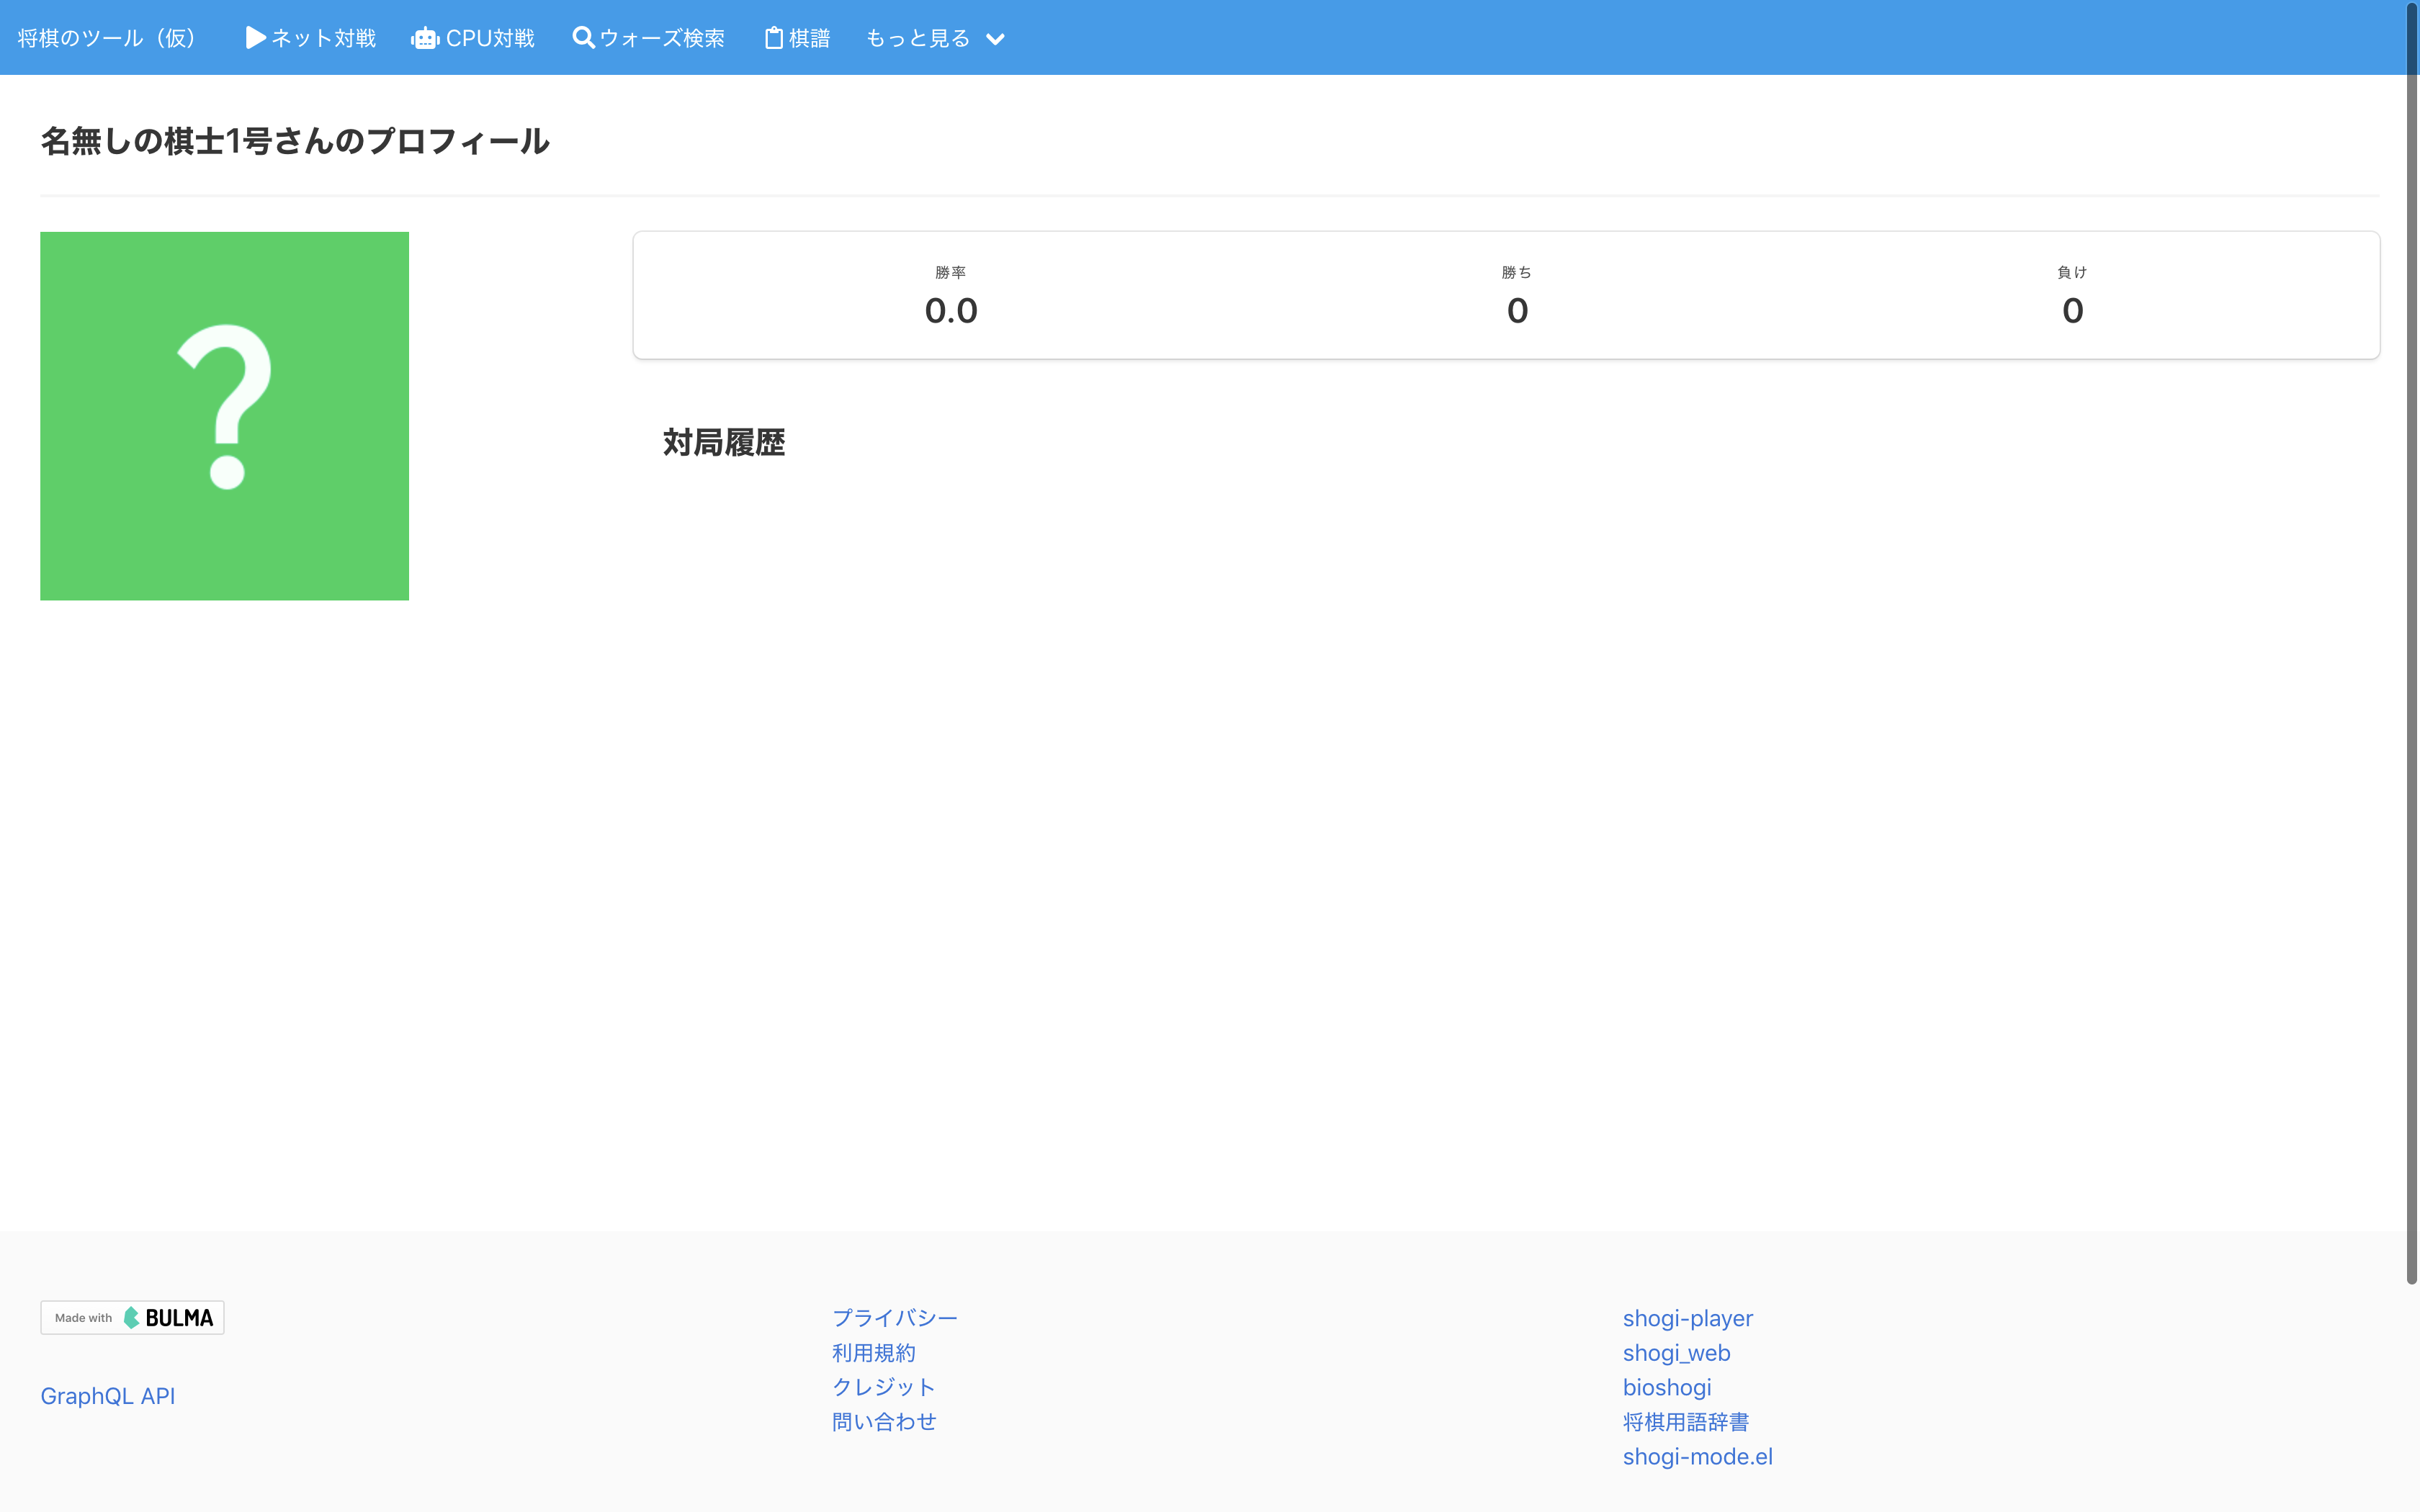 将棋のツール（仮） ネット対戦 CPU対戦 ウォーズ検索 棋譜 もっと見る
名無しの棋士1号さんのプロフィール
?
勝率 勝ち 負け
0.0 0 0
対局履歴
Made with BULMA
GraphQL API
プライバシー
利用規約
クレジット
問い合わせ
shogi-player
shogi_web
bioshogi
将棋用語辞書
shogi-mode.el